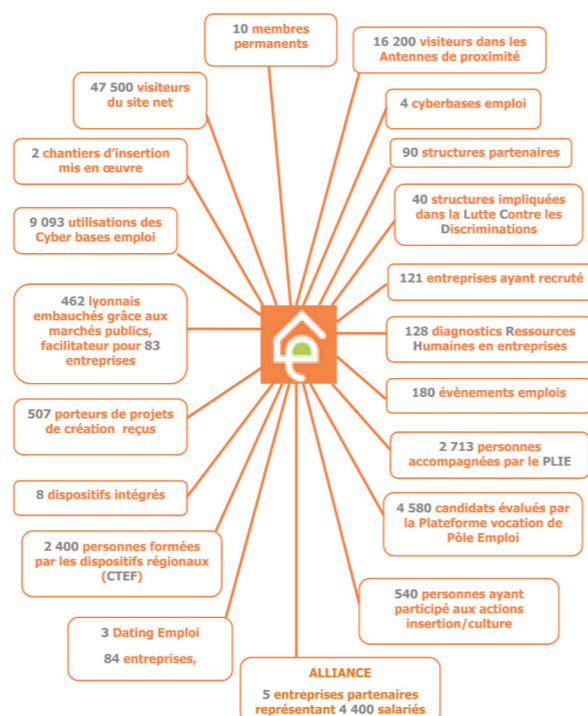 10 membres
permanents
16 200 visiteurs dans les
Antennes de proximité
47 500 visiteurs
du site net
4 cyberbases emploi
2 chantiers d'insertion
mis en œuvre
90 structures partenaires
40 structures impliquées
dans la Lutte Contre les
Discriminations
9 093 utilisations des
Cyber bases emploi
121 entreprises ayant recruté
462 lyonnais
embauchés grâce aux
marchés publics,
facilitateur pour 83
entreprises
128 diagnostics Ressources
Humaines en entreprises
180 évènements emplois
507 porteurs de projets
de création reçus
2 713 personnes
accompagnées par le PLIE
8 dispositifs intégrés
4 580 candidats évalués par
la Plateforme vocation de
Pôle Emploi
2 400 personnes formées
par les dispositifs régionaux
(CTEF)
540 personnes ayant
participé aux actions
insertion/culture
3 Dating Emploi
84 entreprises,
ALLIANCE
5 entreprises partenaires
représentant 4 400 salariés